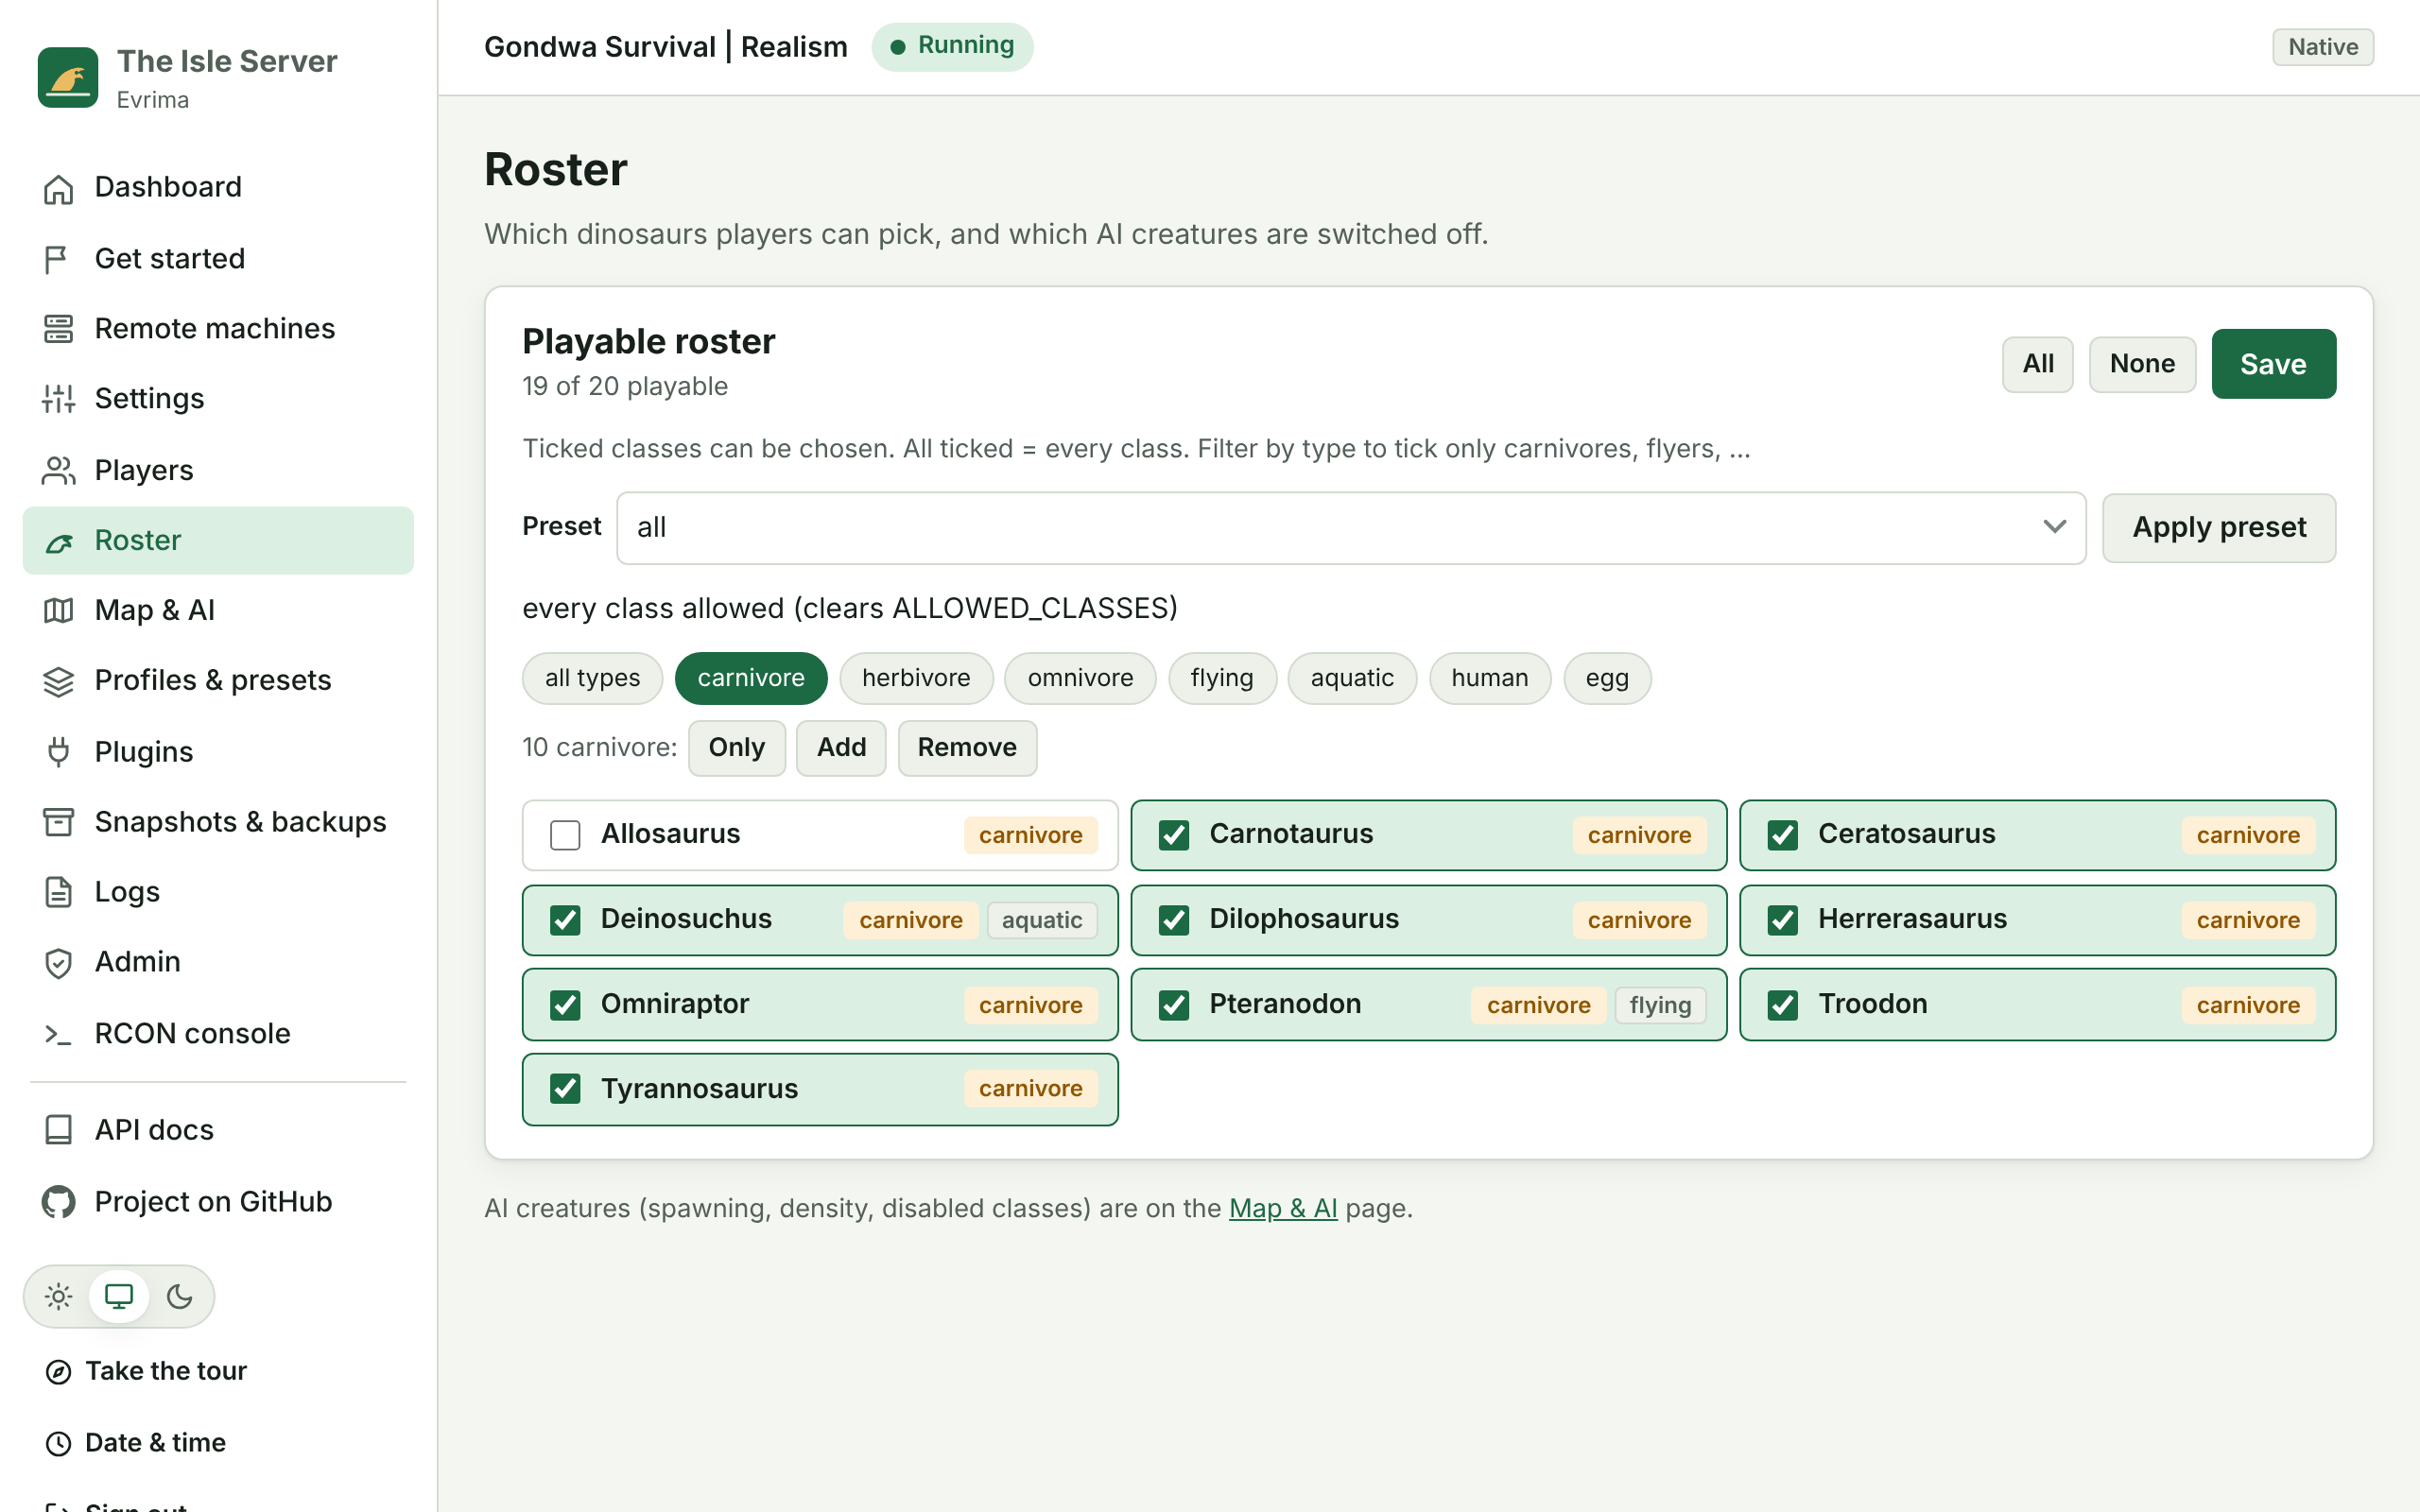 The Isle Server
Evrima
Dashboard
Get started
Remote machines
Settings
Players
Roster
Map & AI
Profiles & presets
Plugins
Snapshots & backups
Logs
Admin
RCON console
API docs
Project on GitHub
Take the tour
Date & time
Sign out
Gondwa Survival | Realism
Running
Native
Roster
Which dinosaurs players can pick, and which AI creatures are switched off.
Playable roster
19 of 20 playable
All None Save
Ticked classes can be chosen. All ticked = every class. Filter by type to tick only carnivores, flyers, ...
Preset all Apply preset
every class allowed (clears ALLOWED_CLASSES)
all types carnivore herbivore omnivore flying aquatic human egg
10 carnivore: Only Add Remove
Allosaurus carnivore Carnotaurus carnivore Ceratosaurus carnivore
Deinosuchus carnivore aquatic Dilophosaurus carnivore Herrerasaurus carnivore
Omniraptor carnivore Pteranodon carnivore flying Troodon carnivore
Tyrannosaurus carnivore
AI creatures (spawning, density, disabled classes) are on the Map & AI page.